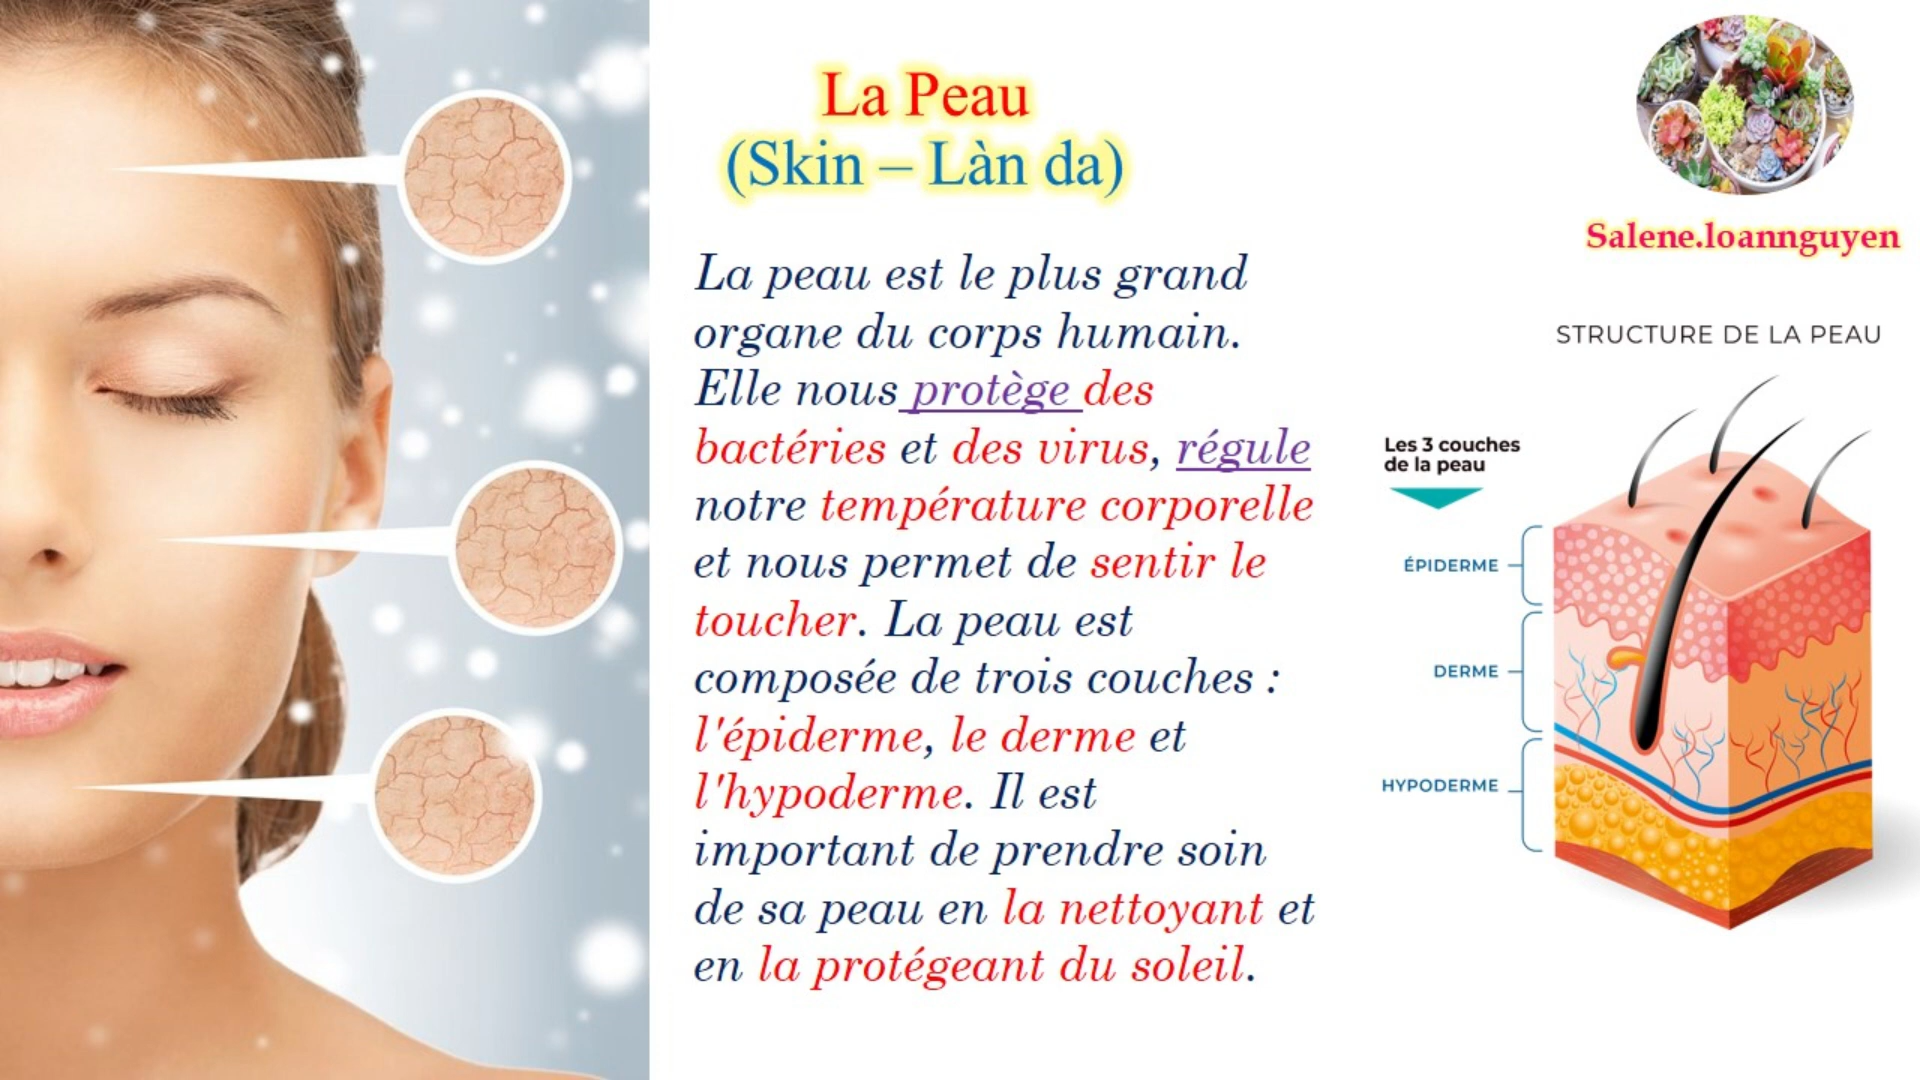 La Peau
(Skin – Làn da)
La peau est le plus grand
organe du corps humain.
Elle nous protège des
bactéries et des virus, régule
notre température corporelle
et nous permet de sentir le
toucher. La peau est
composée de trois couches :
l'épiderme, le derme et
l'hypoderme. Il est
important de prendre soin
de sa peau en la nettoyant et
en la protégeant du soleil.
Salene.loannguyen
STRUCTURE DE LA PEAU
Les 3 couches
de la peau
ÉPIDERME
DERME
HYPODERME